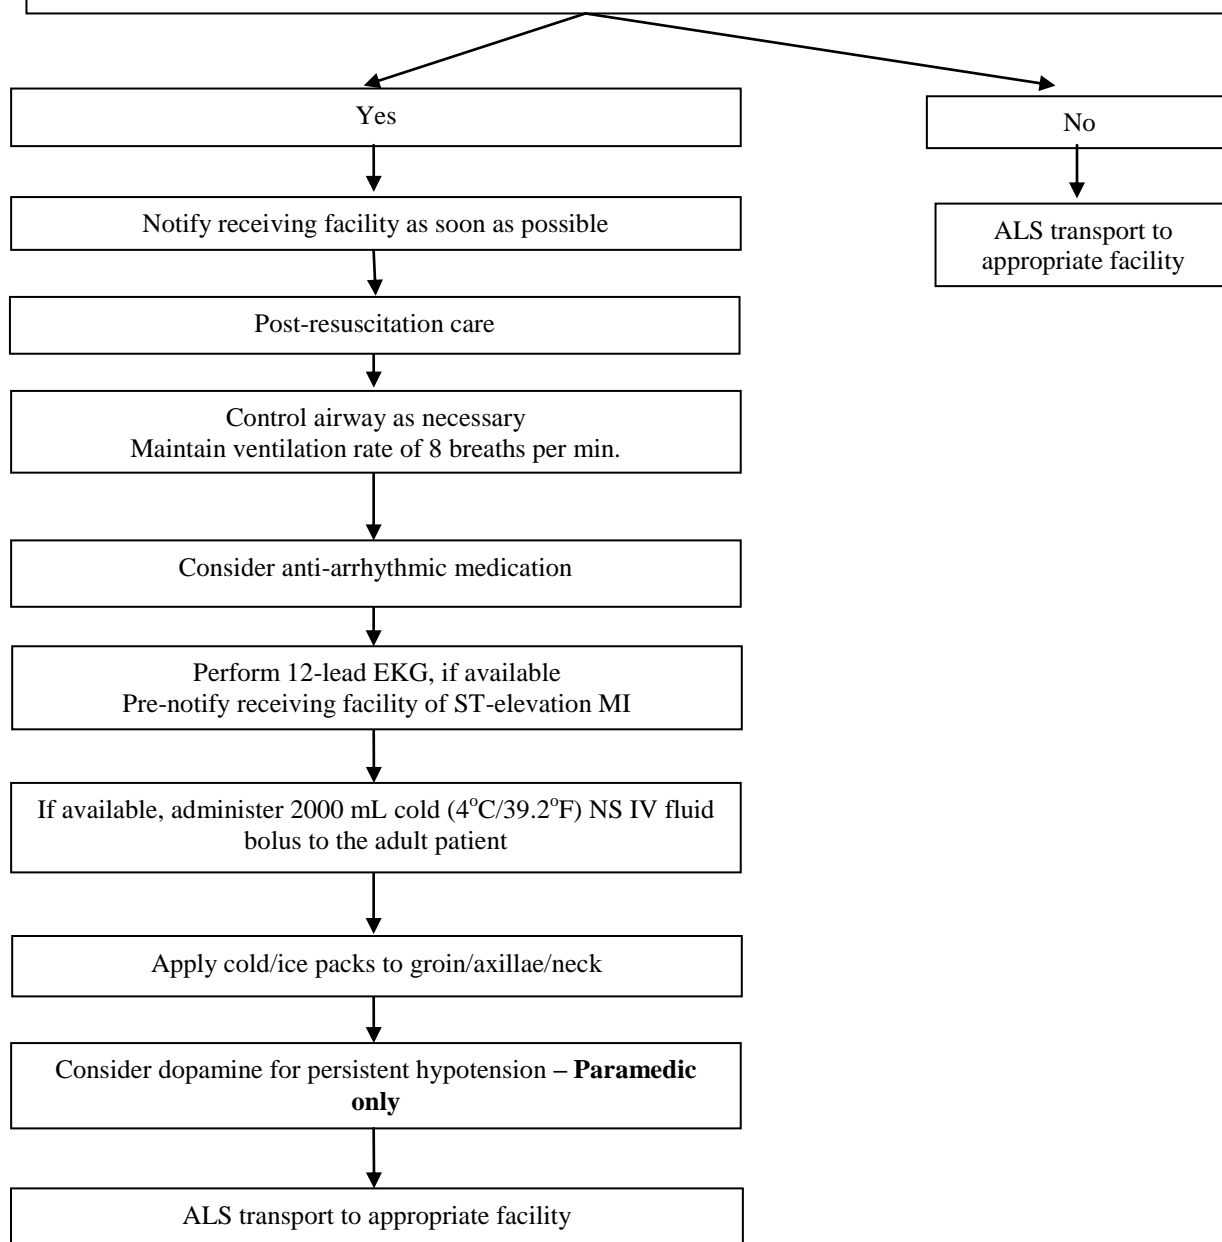 Yes
No
Notify receiving facility as soon as possible
ALS transport to
appropriate facility
Post-resuscitation care
Control airway as necessary
Maintain ventilation rate of 8 breaths per min.
Consider anti-arrhythmic medication
Perform 12-lead EKG, if available
Pre-notify receiving facility of ST-elevation MI
If available, administer 2000 mL cold (4°C/39.2°F) NS IV fluid
bolus to the adult patient
Apply cold/ice packs to groin/axillae/neck
Consider dopamine for persistent hypotension – Paramedic
only
ALS transport to appropriate facility